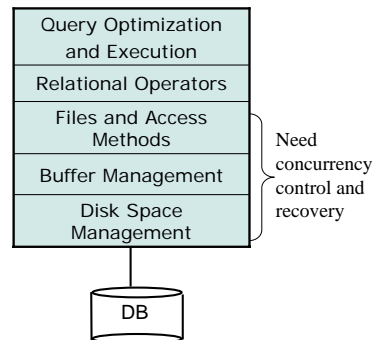 Query Optimization
and Execution
Relational Operators
Files and Access
Methods
Buffer Management
Disk Space
Management
Need
concurrency
control and
recovery
DB